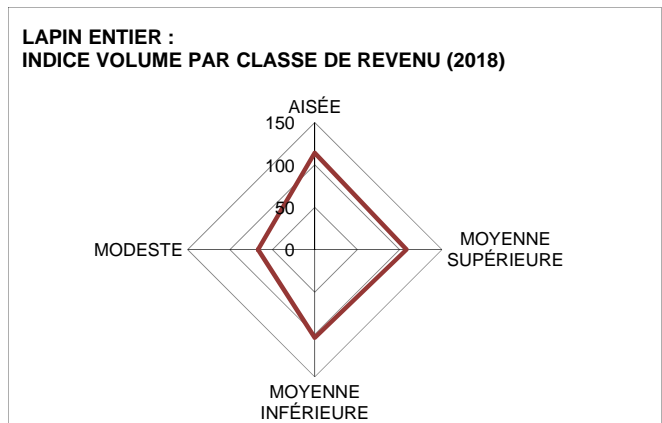 LAPIN ENTIER :
INDICE VOLUME PAR CLASSE DE REVENU (2018)
AISÉE
150
100
50
0
MODESTE
MOYENNE
SUPÉRIEURE
MOYENNE
INFÉRIEURE